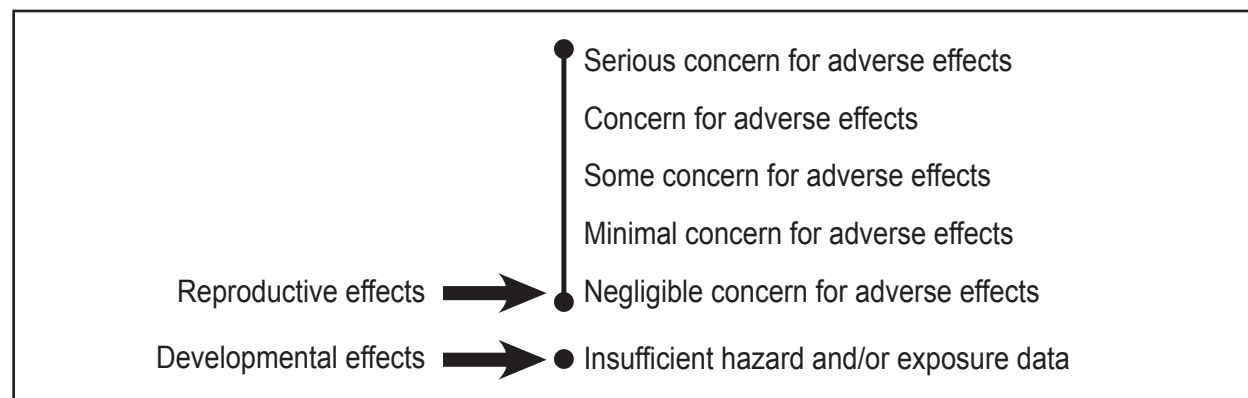 Serious concern for adverse effects
Concern for adverse effects
Some concern for adverse effects
Minimal concern for adverse effects
Reproductive effects Negligible concern for adverse effects
Developmental effects Insufficient hazard and/or exposure data